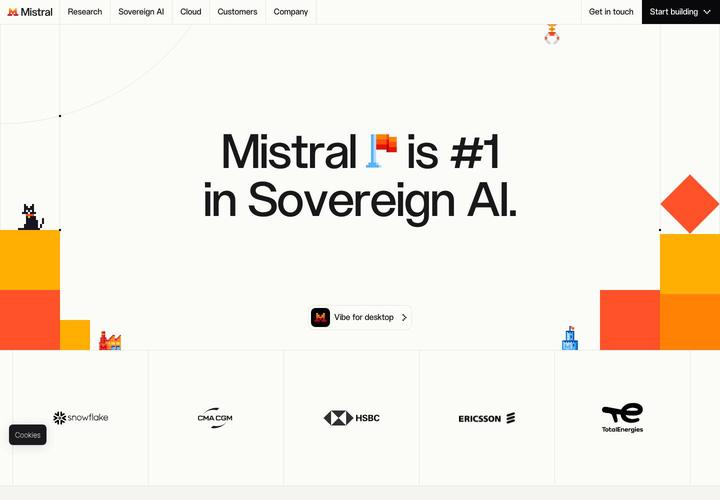 Mistral
Research
Sovereign AI
Cloud
Customers
Company
Get in touch
Start building
Mistral is #1
in Sovereign AI.
Vibe for desktop
snowflake
CMA CGM
HSBC
ERICSSON
TotalEnergies
Cookies